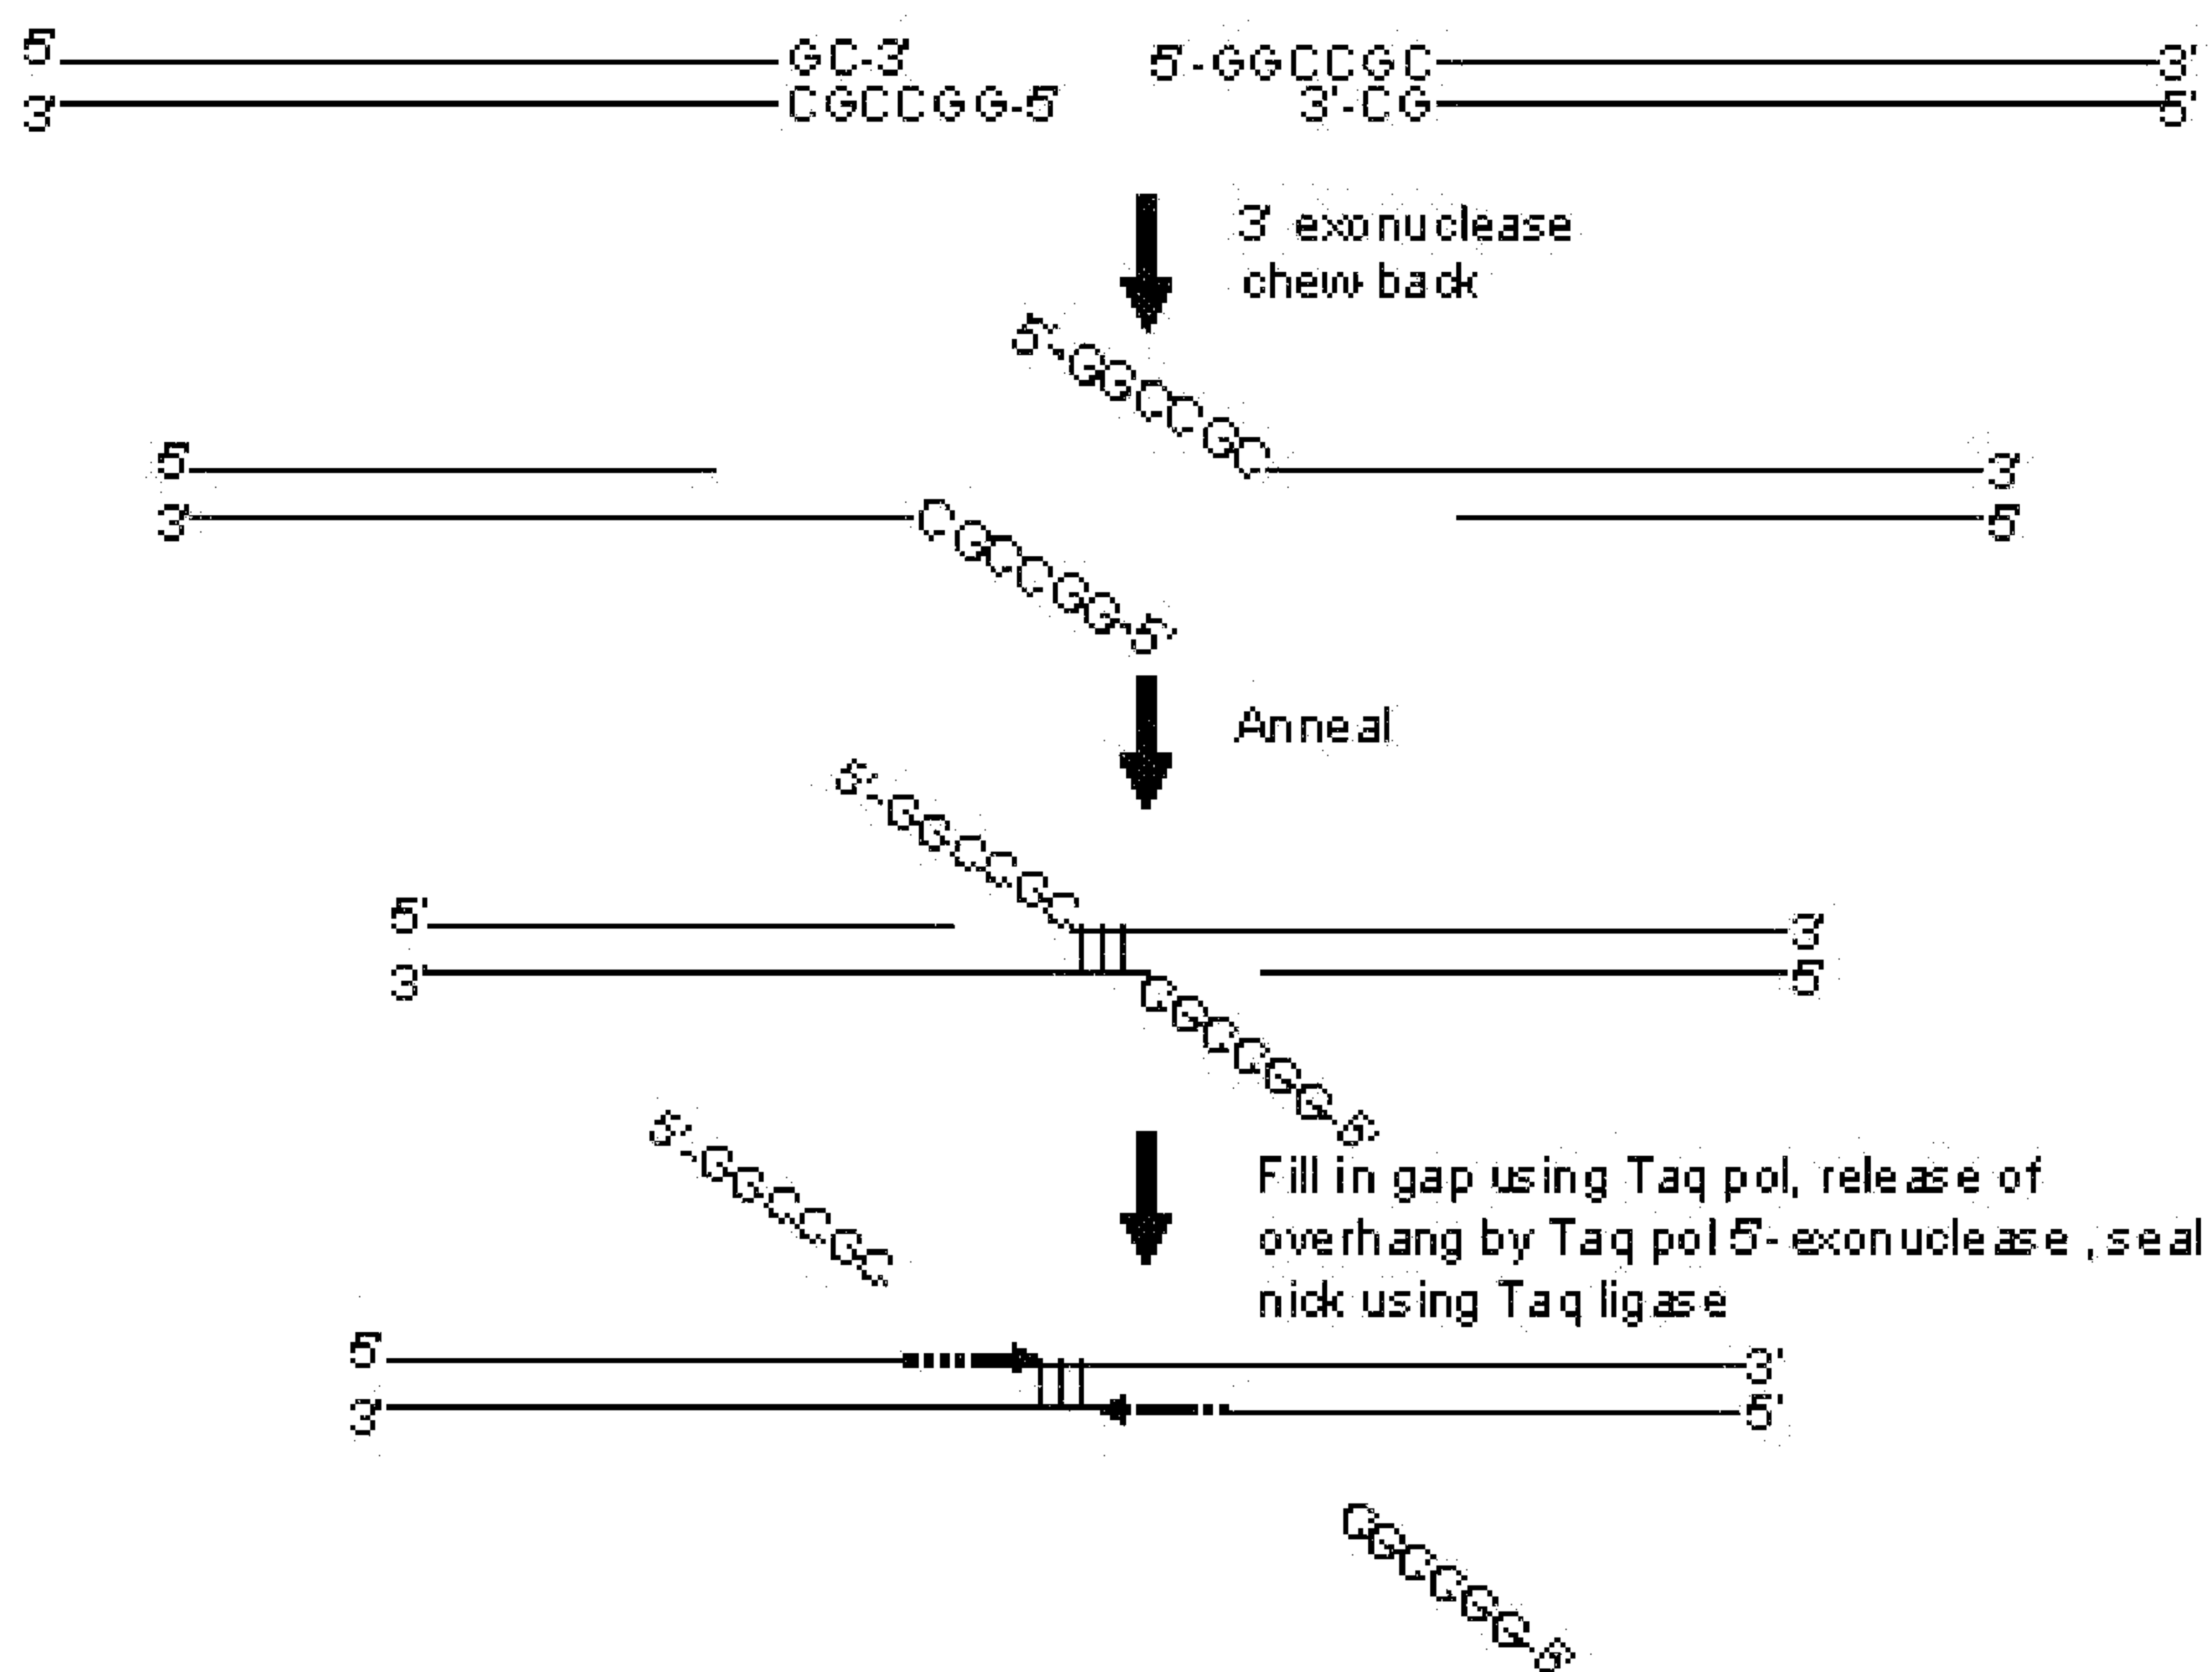 5' GC-3' 5'-GGCCGC 3'
3' CGCCGG-5' 3'-CG 5'
3' exonuclease
chew-back
5'-GGCCGC
5' 3'
3' 5'
CGCCGG-5'
Anneal
5'-GGCCGC
5' 3'
3' 5'
CGCCGG-5'
5'-GGCCGC
Fill in gap using Taq pol, release of
overhang by Taq pol 5'-exonuclease, seal
nick using Taq ligase
5' 3'
3' 5'
CGCCGG-5'